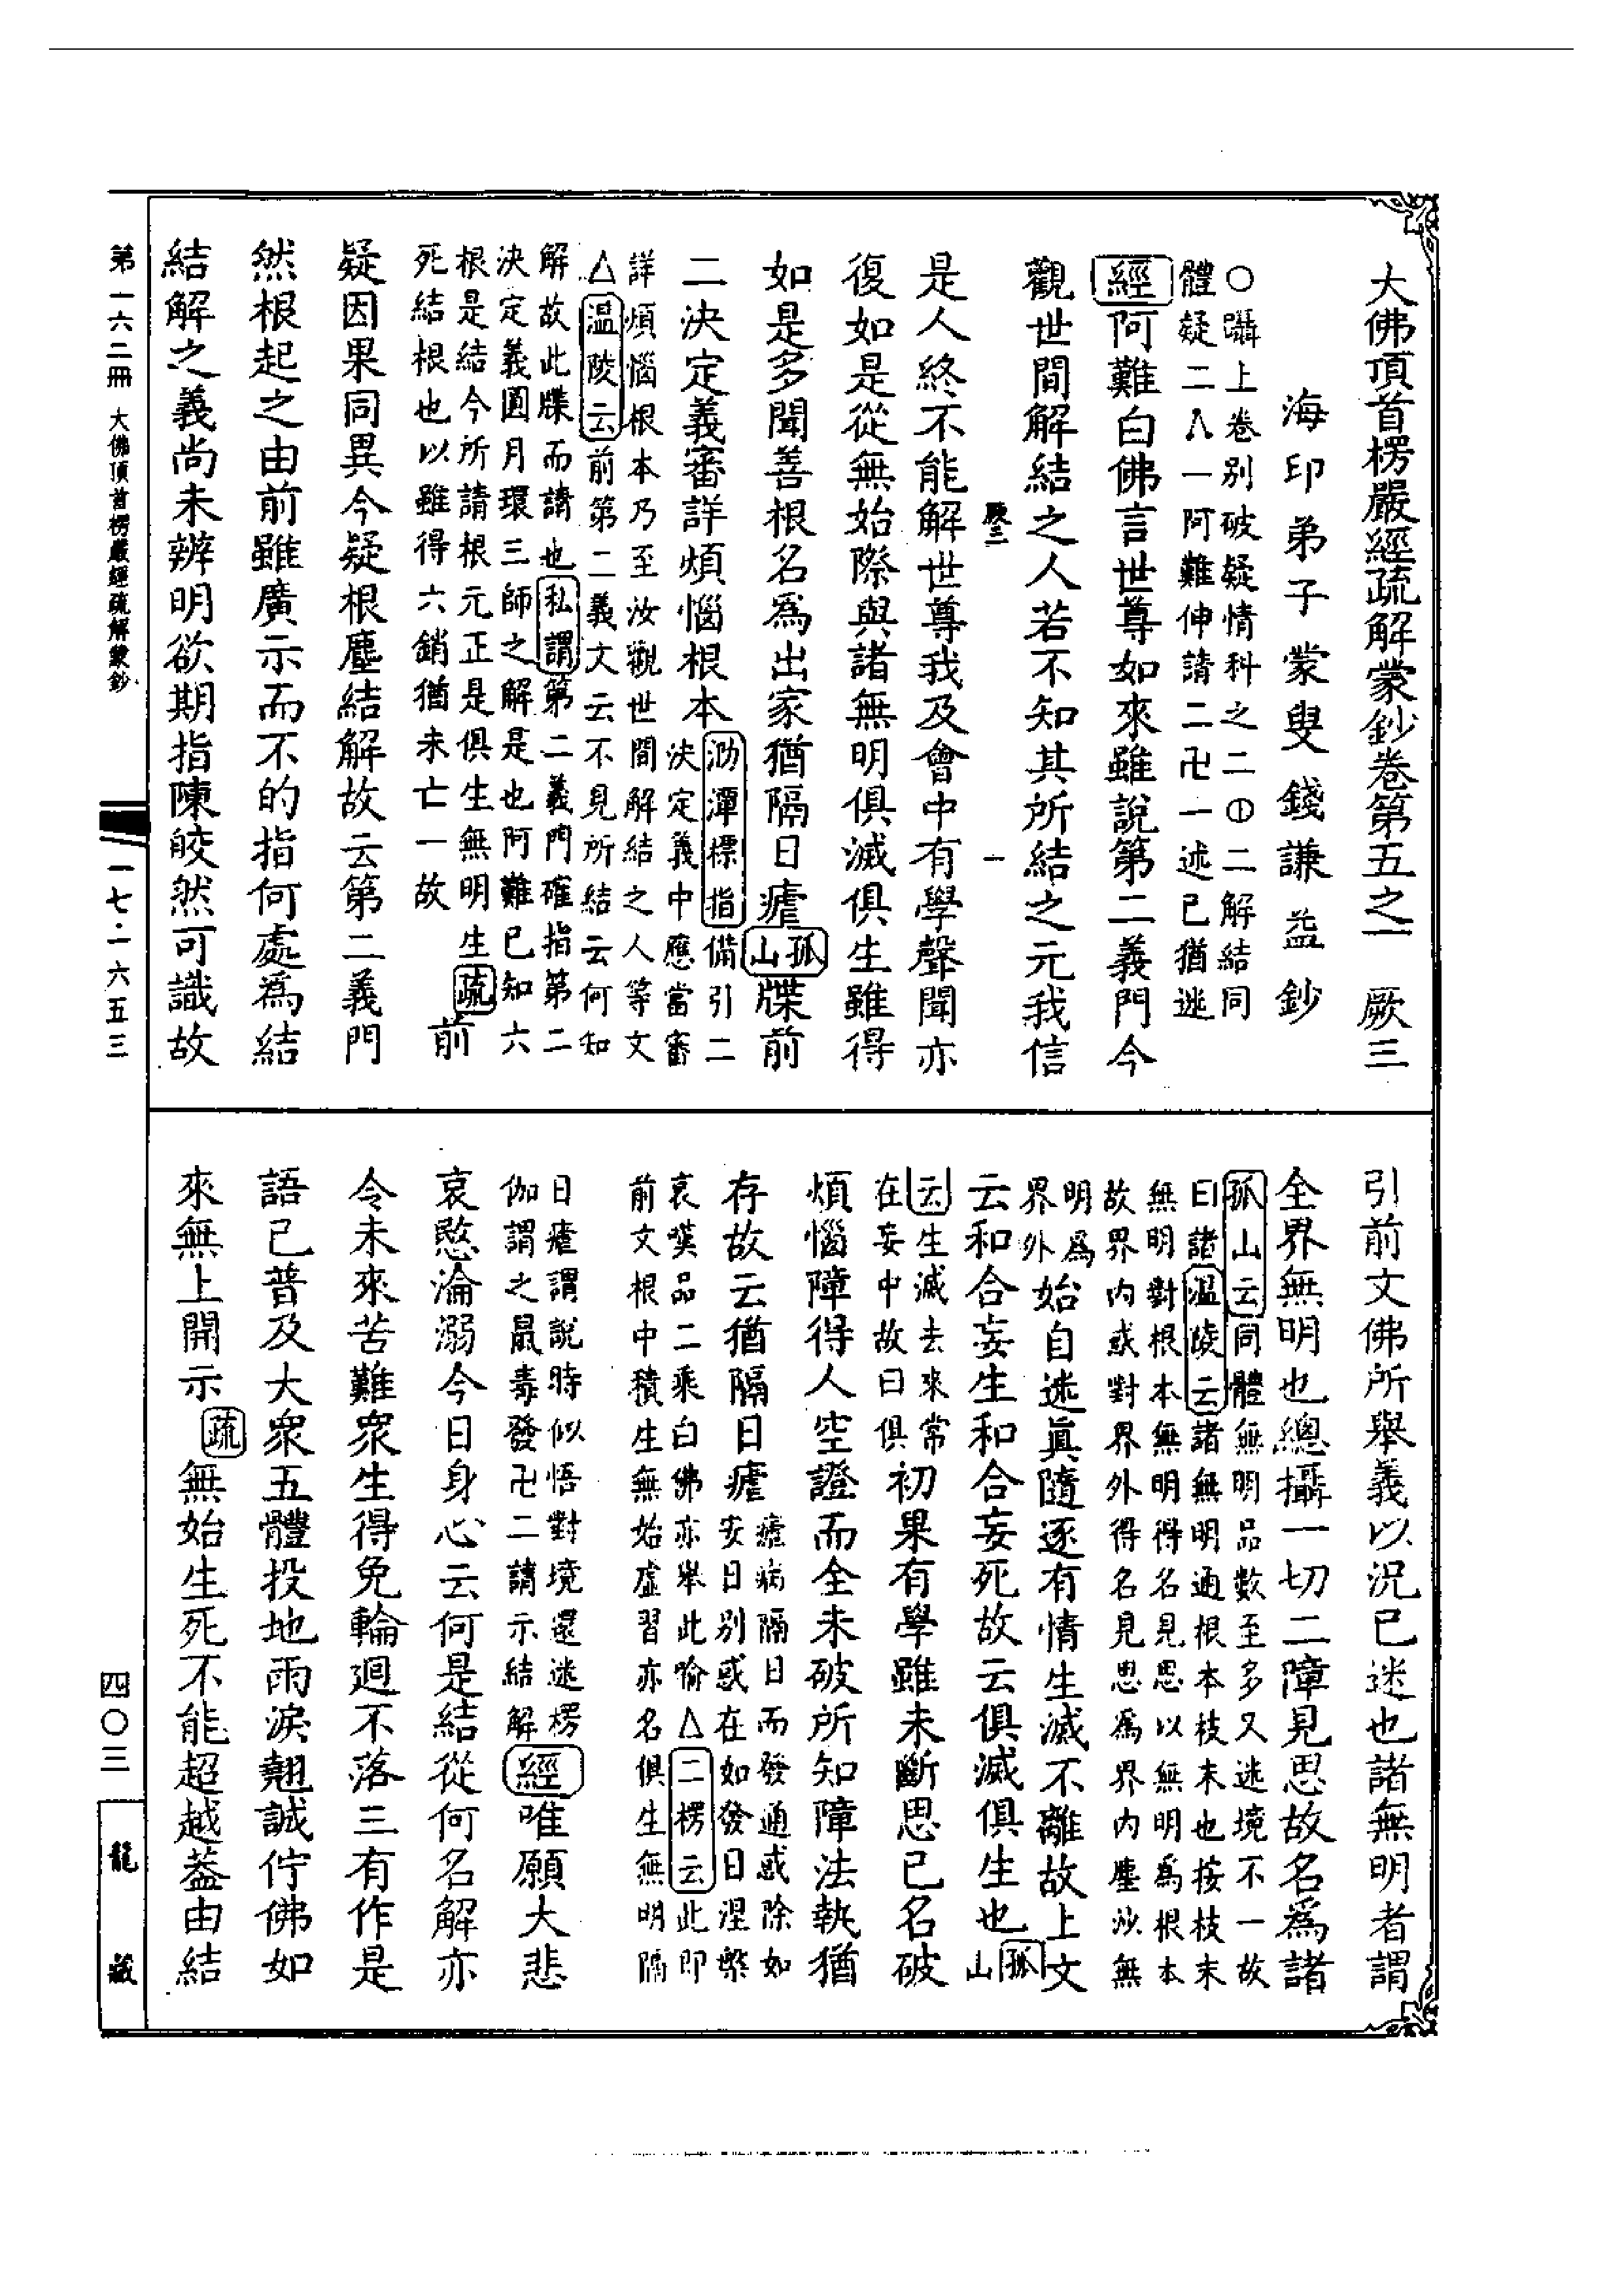 大佛頂首楞嚴經疏解蒙鈔卷第五之一　厥三
海印弟子蒙叟錢謙益鈔
○囑上卷別破疑情科之二㊀二解結同
體疑二八一阿難伸請二卍一述已猶迷
經阿難白佛言世尊如來雖說第二義門今
觀世間解結之人若不知其所結之元我信
厥三　一
是人終不能解世尊我及會中有學聲聞亦
復如是從無始際與諸無明俱滅俱生雖得
如是多聞善根名爲出家猶隔日瘧孤山牒前
二決定義審詳煩惱根本泐潭標指備引二
決定義中應當審
詳煩惱根本乃至汝觀世間解結之人等文
△溫陵云前第二義文云不見所結云何知
解故此牒而請也私謂第二義門確指第二
決定義圓月環三師之解是也阿難已知六
根是結今所請根元正是俱生無明生
死結根也以雖得六銷猶未亡一故疏前
疑因果同異今疑根塵結解故云第二義門
然根起之由前雖廣示而不的指何處爲結
結解之義尚未辨明欲期指陳皎然可識故
引前文佛所舉義以況已迷也諸無明者謂
全界無明也總攝一切二障見思故名爲諸
孤山云同體無明品數至多又迷境不一故
曰諸溫陵云諸無明通根本枝末也按枝末
無明對根本無明得名見思以無明爲根本
故界內或對界外得名見思爲界內塵沙無
明爲
界外始自迷眞隨逐有情生滅不離故上文
云和合妄生和合妄死故云俱滅俱生也孤山
云生滅去來常
在妄中故曰俱初果有學雖未斷思已名破
煩惱障得人空證而全未破所知障法執猶
存故云猶隔日瘧瘧病隔日而發通惑除如
安日別惑在如發日涅槃
哀歎品二乘白佛亦舉此喻△二楞云此即
前文根中積生無始虛習亦名俱生無明隔
日瘧謂說時似悟對境還迷楞
伽謂之鼠毒發卍二請示結解經唯願大悲
哀愍淪溺今日身心云何是結從何名解亦
令未來苦難衆生得免輪迴不落三有作是
語已普及大衆五體投地雨淚翹誠佇佛如
來無上開示疏無始生死不能超越蓋由結
第一六二冊　大佛頂首楞嚴經疏解蒙鈔
一七·一六五三
四〇三
龍藏